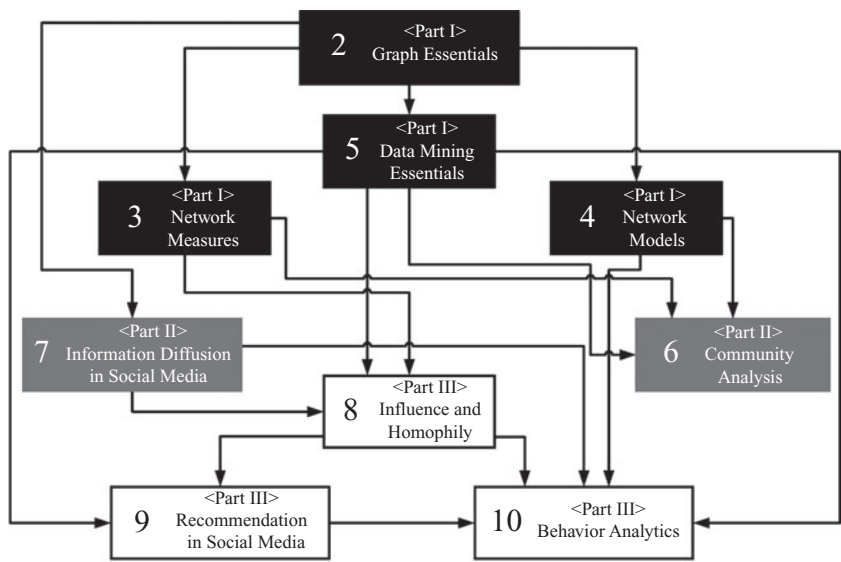 2
<Part I>
Graph Essentials
5
<Part I>
Data Mining
Essentials
3
<Part I>
Network
Measures
4
<Part I>
Network
Models
7
<Part II>
Information Diffusion
in Social Media
6
<Part II>
Community
Analysis
8
<Part III>
Influence and
Homophily
9
<Part III>
Recommendation
in Social Media
10
<Part III>
Behavior Analytics